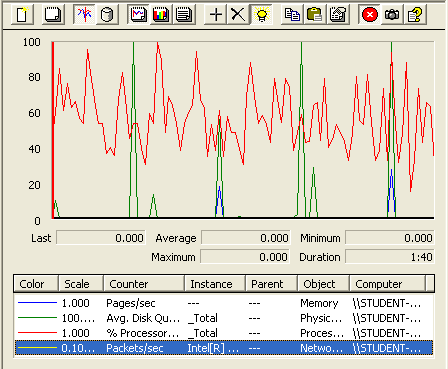 100
80
60
40
20
0
Last 0.000 Average 0.000 Minimum 0.000
Maximum 0.000 Duration 1:40
Color Scale Counter Instance Parent Object Computer
1.000 Pages/sec --- --- Memory \\STUDENT-...
100.... Avg. Disk Qu... _Total --- Physic... \\STUDENT-...
1.000 % Processor... _Total --- Proces... \\STUDENT-...
0.10... Packets/sec Intel[R] ... --- Netwo... \\STUDENT-...